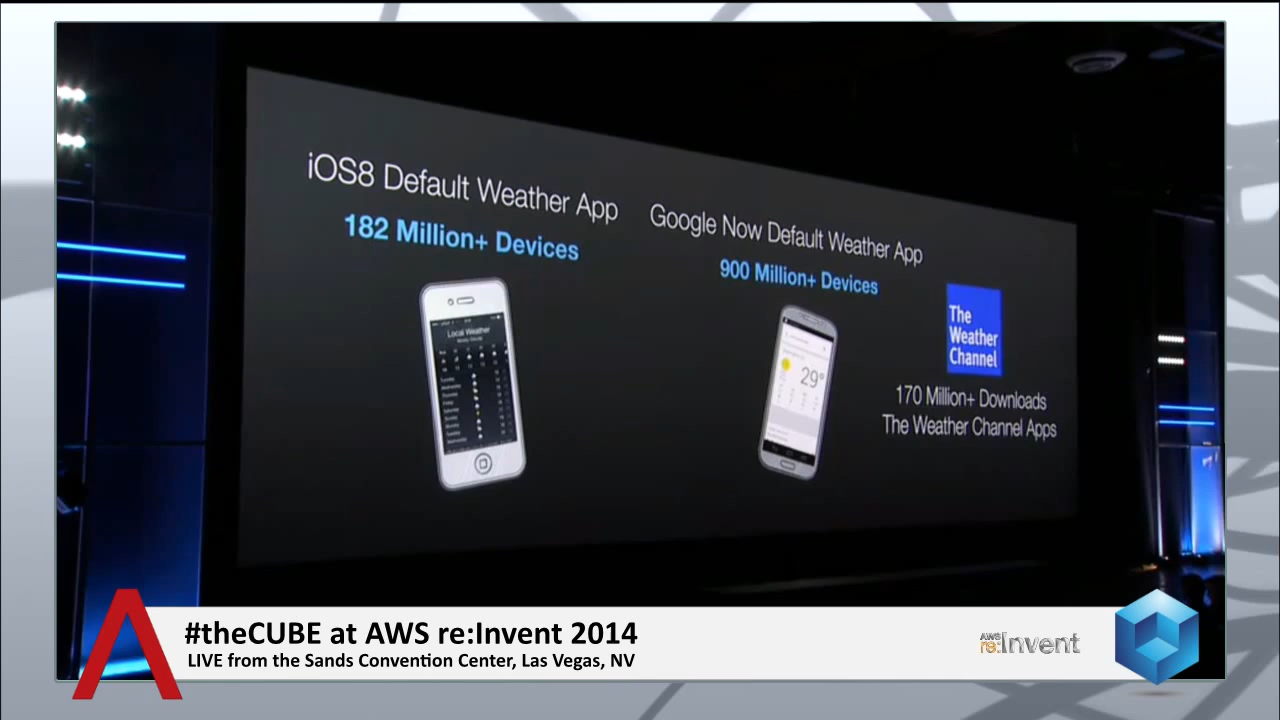 iOS8 Default Weather App
182 Million+ Devices
Google Now Default Weather App
900 Million+ Devices
Local Weather
29°
The
Weather
Channel
170 Million+ Downloads
The Weather Channel Apps
#theCUBE at AWS re:Invent 2014
LIVE from the Sands Convention Center, Las Vegas, NV
AWS
re:Invent